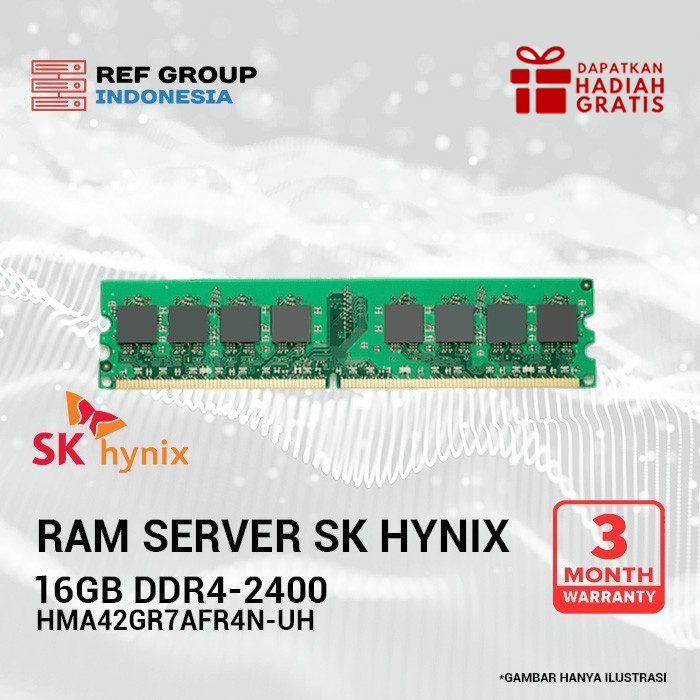 REF GROUP
INDONESIA
DAPATKAN
HADIAH
GRATIS
SK hynix
RAM SERVER SK HYNIX
16GB DDR4-2400
HMA42GR7AFR4N-UH
3
MONTH
WARRANTY
*GAMBAR HANYA ILUSTRASI